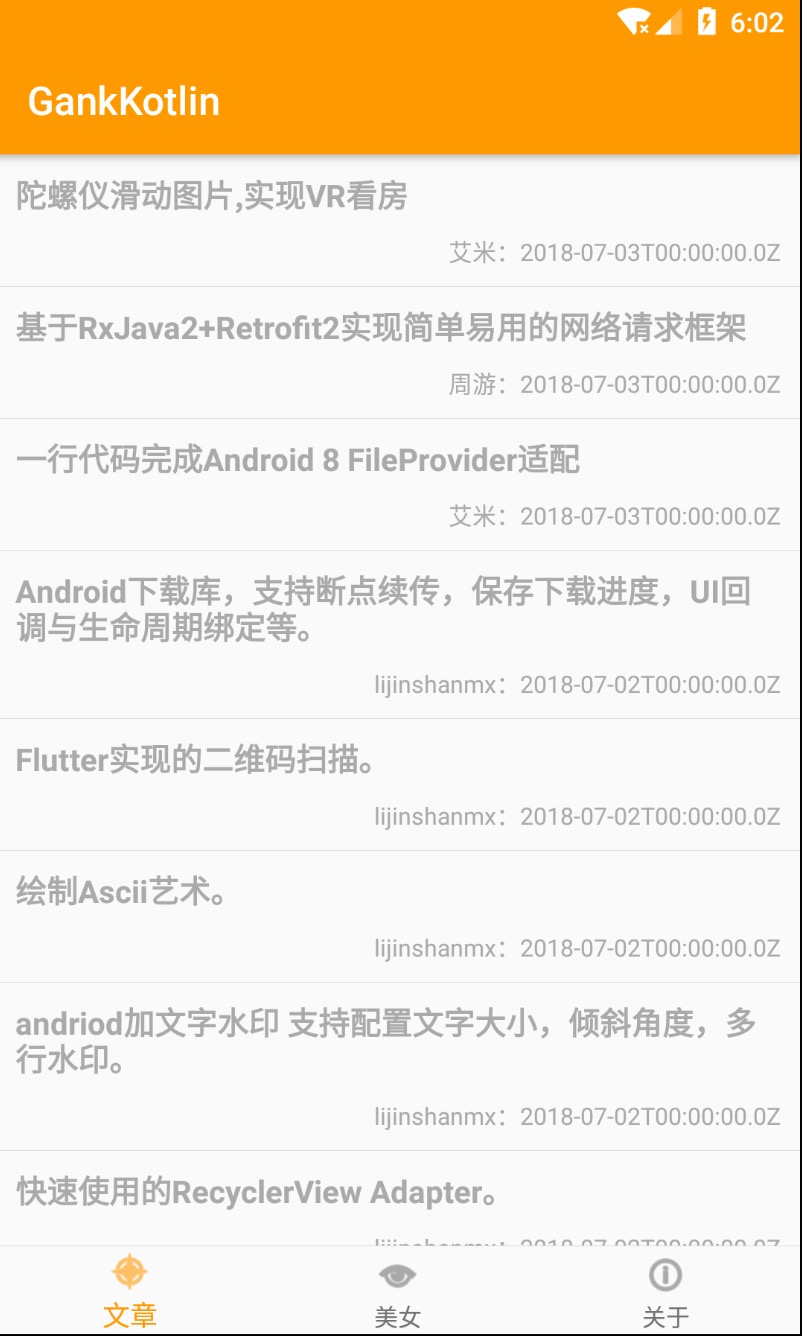 6:02
GankKotlin
陀螺仪滑动图片,实现VR看房
艾米：2018-07-03T00:00:00.0Z
基于RxJava2+Retrofit2实现简单易用的网络请求框架
周游：2018-07-03T00:00:00.0Z
一行代码完成Android 8 FileProvider适配
艾米：2018-07-03T00:00:00.0Z
Android下载库，支持断点续传，保存下载进度，UI回
调与生命周期绑定等。
lijinshanmx：2018-07-02T00:00:00.0Z
Flutter实现的二维码扫描。
lijinshanmx：2018-07-02T00:00:00.0Z
绘制Ascii艺术。
lijinshanmx：2018-07-02T00:00:00.0Z
andriod加文字水印 支持配置文字大小，倾斜角度，多
行水印。
lijinshanmx：2018-07-02T00:00:00.0Z
快速使用的RecyclerView Adapter。
文章
美女
关于